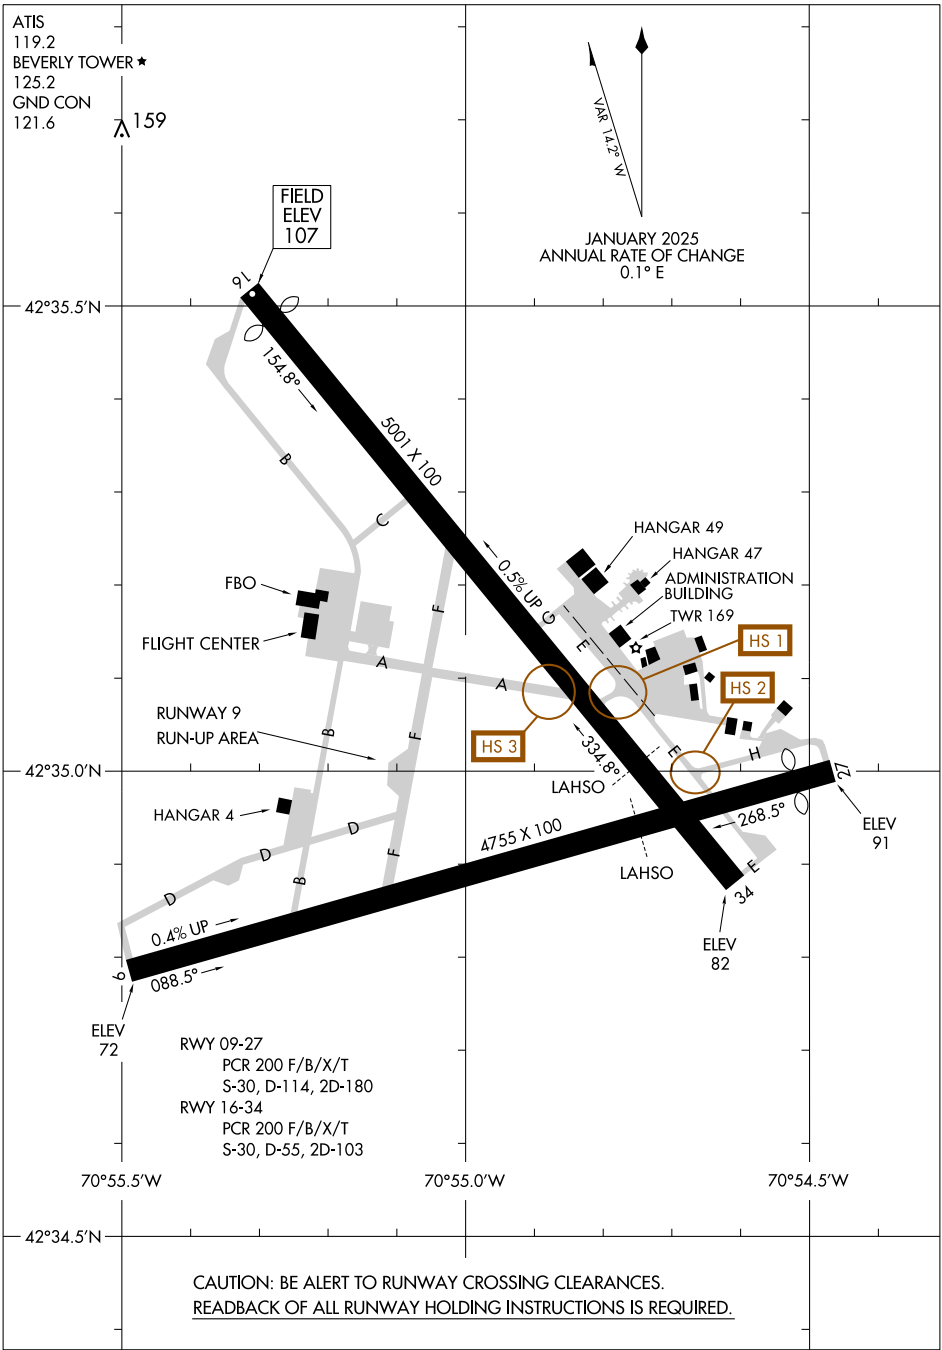 ATIS
119.2
BEVERLY TOWER ★
125.2
GND CON
121.6
159
VAR 14.2° W
JANUARY 2025
ANNUAL RATE OF CHANGE
0.1° E
FIELD
ELEV
107
16
42°35.5'N
154.8°
5001 X 100
B
C
HANGAR 49
HANGAR 47
ADMINISTRATION
BUILDING
TWR 169
0.5% UP
G
E
FBO
FLIGHT CENTER
F
A
A
HS 1
HS 2
HS 3
RUNWAY 9
RUN-UP AREA
B
F
334.8°
E
H
42°35.0'N
27
LAHSO
HANGAR 4
D
D
D
4755 X 100
268.5°
ELEV
91
F
B
LAHSO
E
34
0.4% UP
088.5°
9
ELEV
82
ELEV
72
RWY 09-27
PCR 200 F/B/X/T
S-30, D-114, 2D-180
RWY 16-34
PCR 200 F/B/X/T
S-30, D-55, 2D-103
70°55.5'W
70°55.0'W
70°54.5'W
42°34.5'N
CAUTION: BE ALERT TO RUNWAY CROSSING CLEARANCES.
READBACK OF ALL RUNWAY HOLDING INSTRUCTIONS IS REQUIRED.